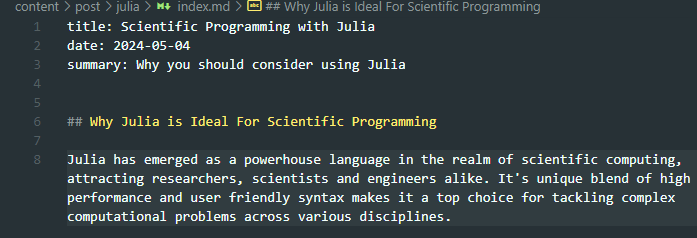 content > post > julia > index.md > ## Why Julia is Ideal For Scientific Programming
1 title: Scientific Programming with Julia
2 date: 2024-05-04
3 summary: Why you should consider using Julia
4
5
6 ## Why Julia is Ideal For Scientific Programming
7
8 Julia has emerged as a powerhouse language in the realm of scientific computing,
attracting researchers, scientists and engineers alike. It's unique blend of high
performance and user friendly syntax makes it a top choice for tackling complex
computational problems across various disciplines.